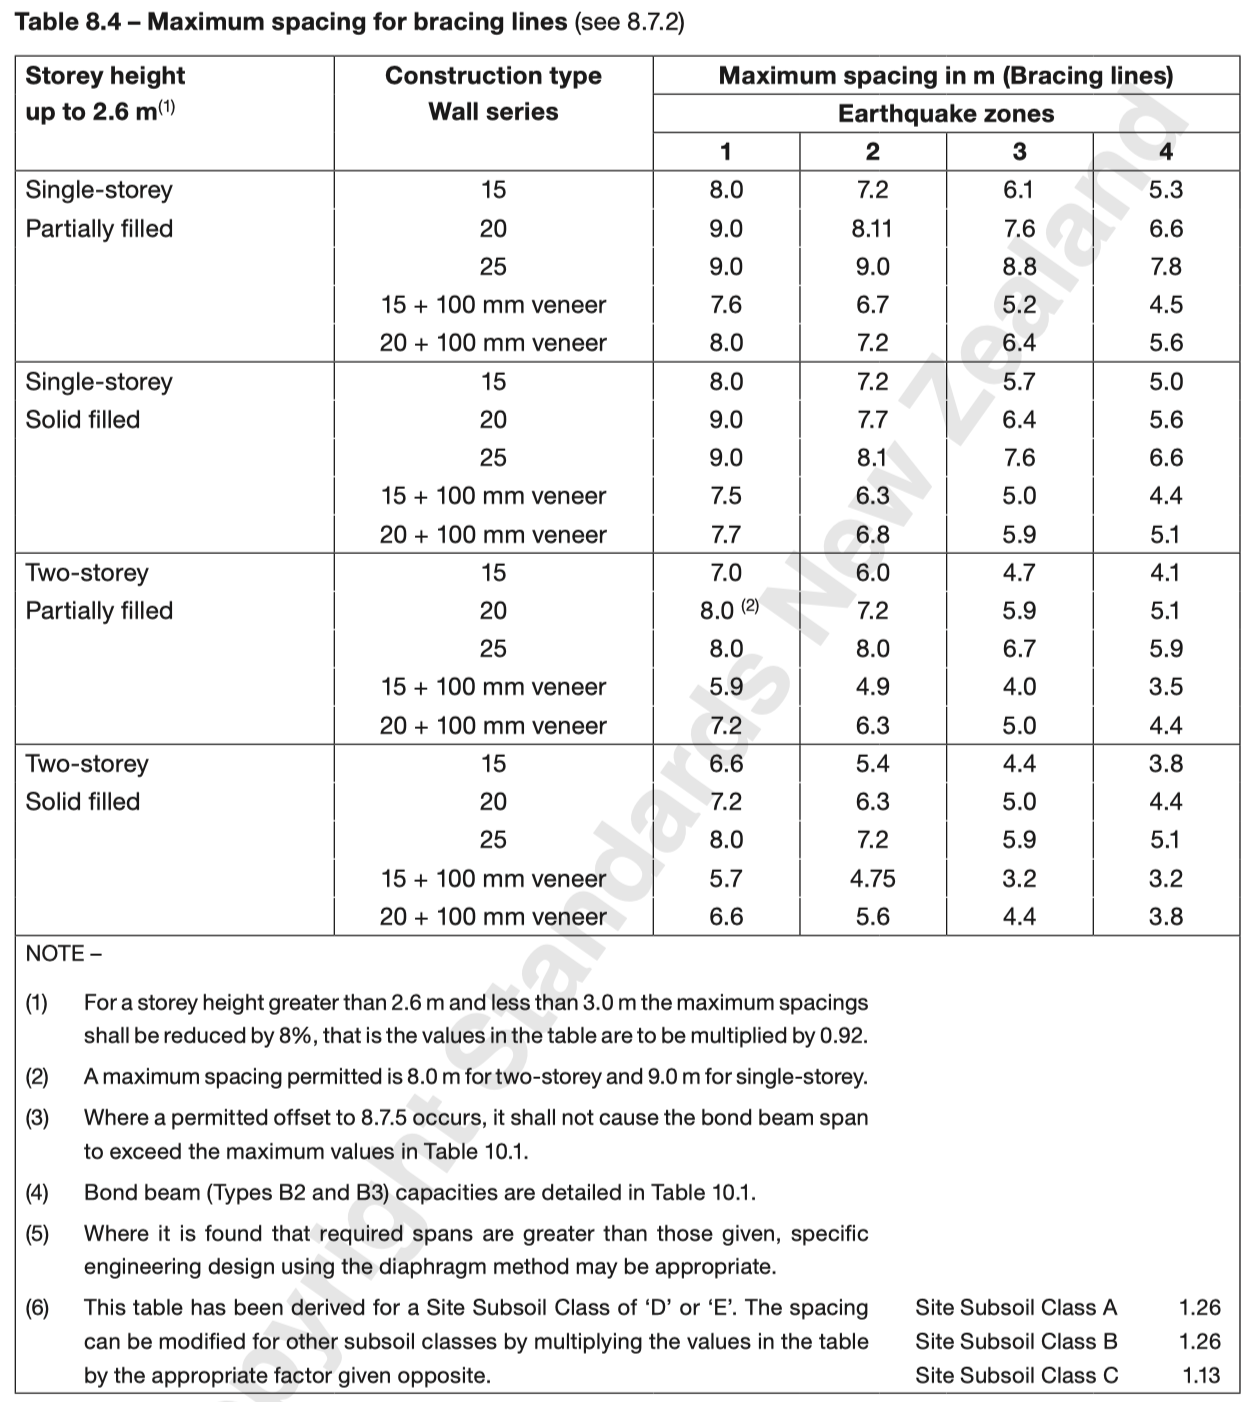 Table 8.4 – Maximum spacing for bracing lines (see 8.7.2)
Storey height Construction type Maximum spacing in m (Bracing lines)
up to 2.6 m(1) Wall series Earthquake zones
1 2 3 4
Single-storey 15 8.0 7.2 6.1 5.3
Partially filled 20 9.0 8.11 7.6 6.6
25 9.0 9.0 8.8 7.8
15 + 100 mm veneer 7.6 6.7 5.2 4.5
20 + 100 mm veneer 8.0 7.2 6.4 5.6
Single-storey 15 8.0 7.2 5.7 5.0
Solid filled 20 9.0 7.7 6.4 5.6
25 9.0 8.1 7.6 6.6
15 + 100 mm veneer 7.5 6.3 5.0 4.4
20 + 100 mm veneer 7.7 6.8 5.9 5.1
Two-storey 15 7.0 6.0 4.7 4.1
Partially filled 20 8.0 (2) 7.2 5.9 5.1
25 8.0 8.0 6.7 5.9
15 + 100 mm veneer 5.9 4.9 4.0 3.5
20 + 100 mm veneer 7.2 6.3 5.0 4.4
Two-storey 15 6.6 5.4 4.4 3.8
Solid filled 20 7.2 6.3 5.0 4.4
25 8.0 7.2 5.9 5.1
15 + 100 mm veneer 5.7 4.75 3.2 3.2
20 + 100 mm veneer 6.6 5.6 4.4 3.8
NOTE –
(1) For a storey height greater than 2.6 m and less than 3.0 m the maximum spacings
shall be reduced by 8%, that is the values in the table are to be multiplied by 0.92.
(2) A maximum spacing permitted is 8.0 m for two-storey and 9.0 m for single-storey.
(3) Where a permitted offset to 8.7.5 occurs, it shall not cause the bond beam span
to exceed the maximum values in Table 10.1.
(4) Bond beam (Types B2 and B3) capacities are detailed in Table 10.1.
(5) Where it is found that required spans are greater than those given, specific
engineering design using the diaphragm method may be appropriate.
(6) This table has been derived for a Site Subsoil Class of ‘D’ or ‘E’. The spacing Site Subsoil Class A 1.26
can be modified for other subsoil classes by multiplying the values in the table Site Subsoil Class B 1.26
by the appropriate factor given opposite. Site Subsoil Class C 1.13
opyright Standards New Zealand